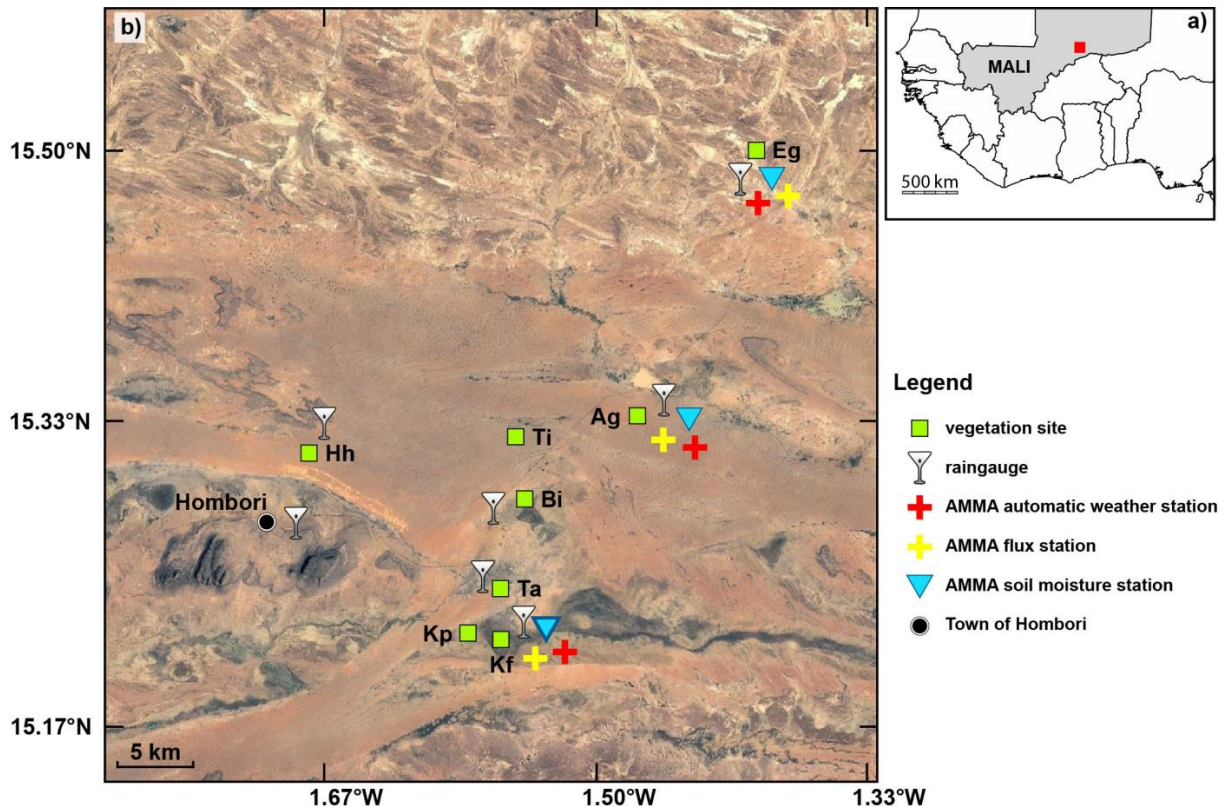 b)
a)
MALI
500 km
15.50°N
Eg
15.33°N
Ag
Ti
Hh
Hombori
Bi
Ta
Kp
Kf
15.17°N
5 km
1.67°W
1.50°W
1.33°W
Legend
vegetation site
raingauge
AMMA automatic weather station
AMMA flux station
AMMA soil moisture station
Town of Hombori